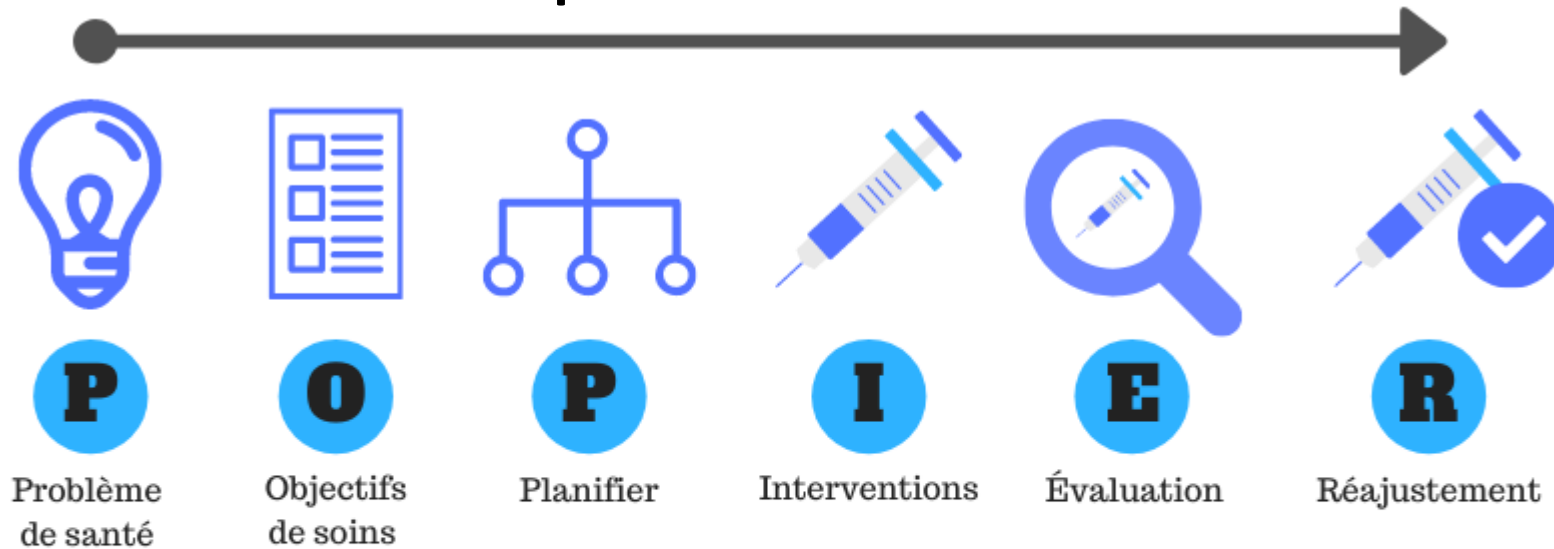 P O P I E R
Problème
de santé
Objectifs
de soins
Planifier
Interventions
Évaluation
Réajustement